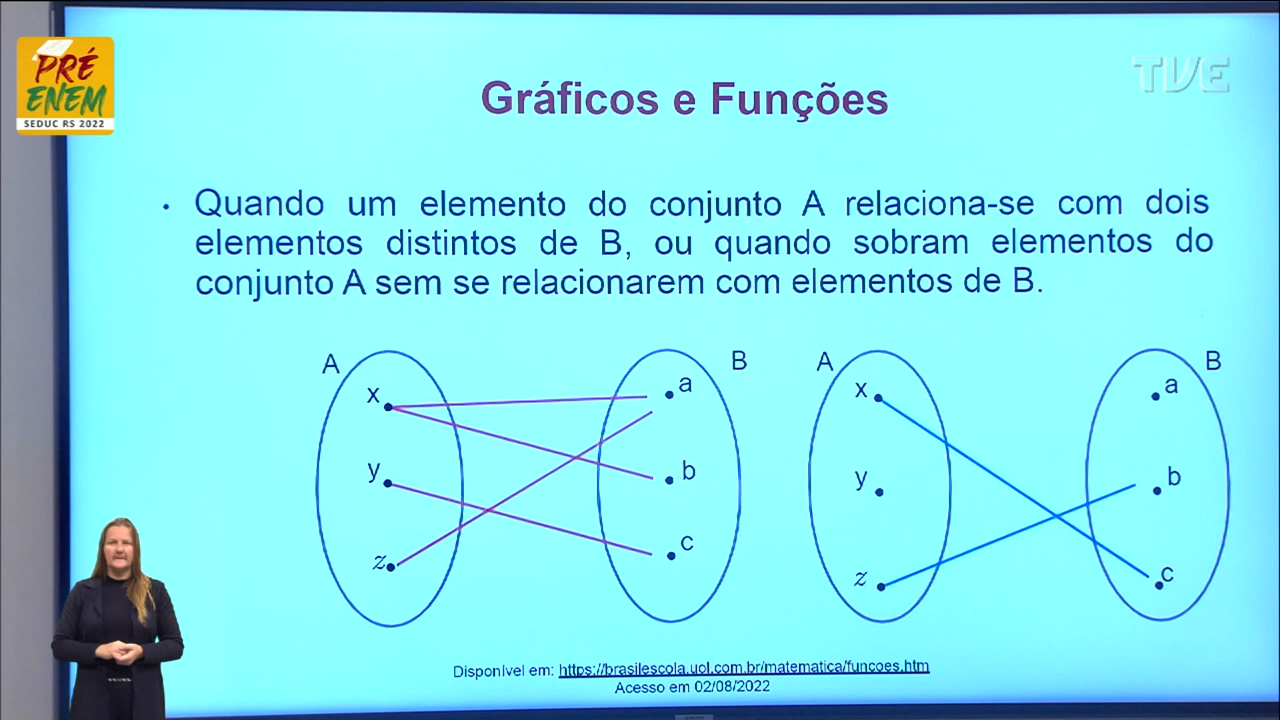 PRÉ
ENEM
SEDUC RS 2022
TVE
Gráficos e Funções
• Quando um elemento do conjunto A relaciona-se com dois
elementos distintos de B, ou quando sobram elementos do
conjunto A sem se relacionarem com elementos de B.
A
B
x
a
y
b
z
c
A
B
x
a
y
b
z
c
Disponível em: https://brasilescola.uol.com.br/matematica/funcoes.htm
Acesso em 02/08/2022